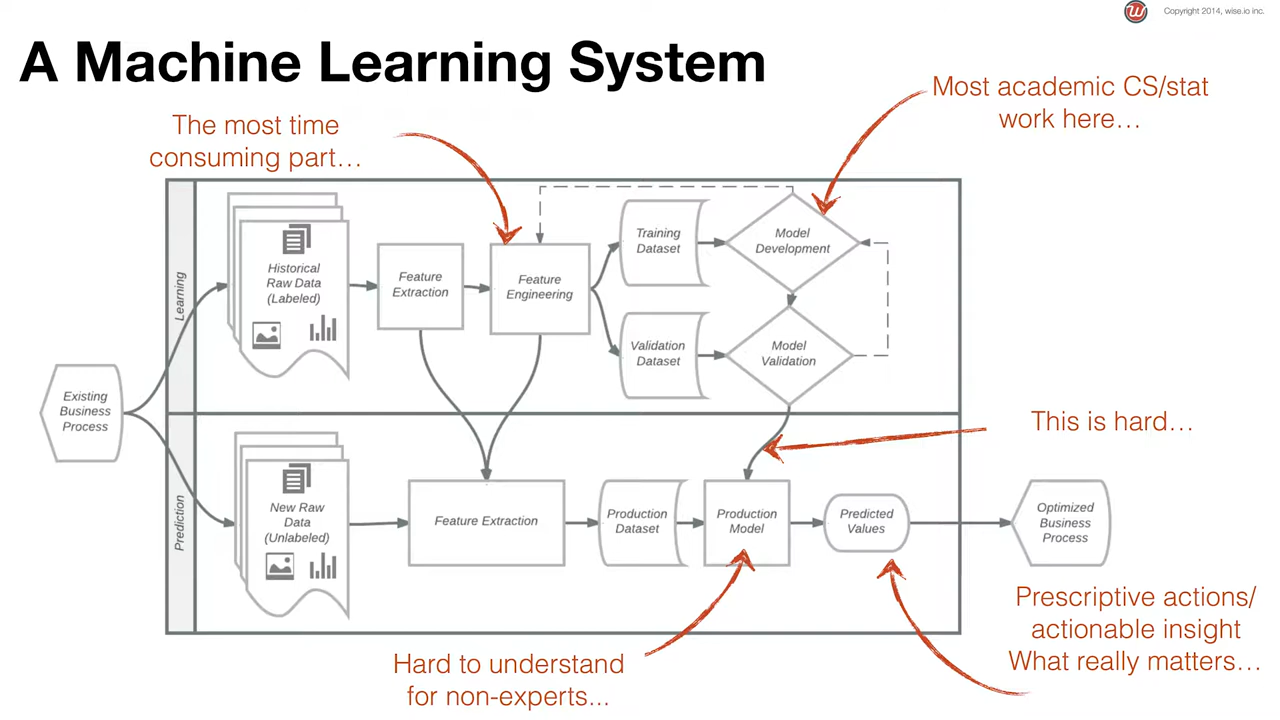 Copyright 2014, wise.io inc.
A Machine Learning System
Most academic CS/stat
work here…
The most time
consuming part…
Learning
Historical
Raw Data
(Labeled)
Feature
Extraction
Feature
Engineering
Training
Dataset
Model
Development
Validation
Dataset
Model
Validation
Existing
Business
Process
This is hard…
Prediction
New Raw
Data
(Unlabeled)
Feature Extraction
Production
Dataset
Production
Model
Predicted
Values
Optimized
Business
Process
Prescriptive actions/
actionable insight
What really matters…
Hard to understand
for non-experts...